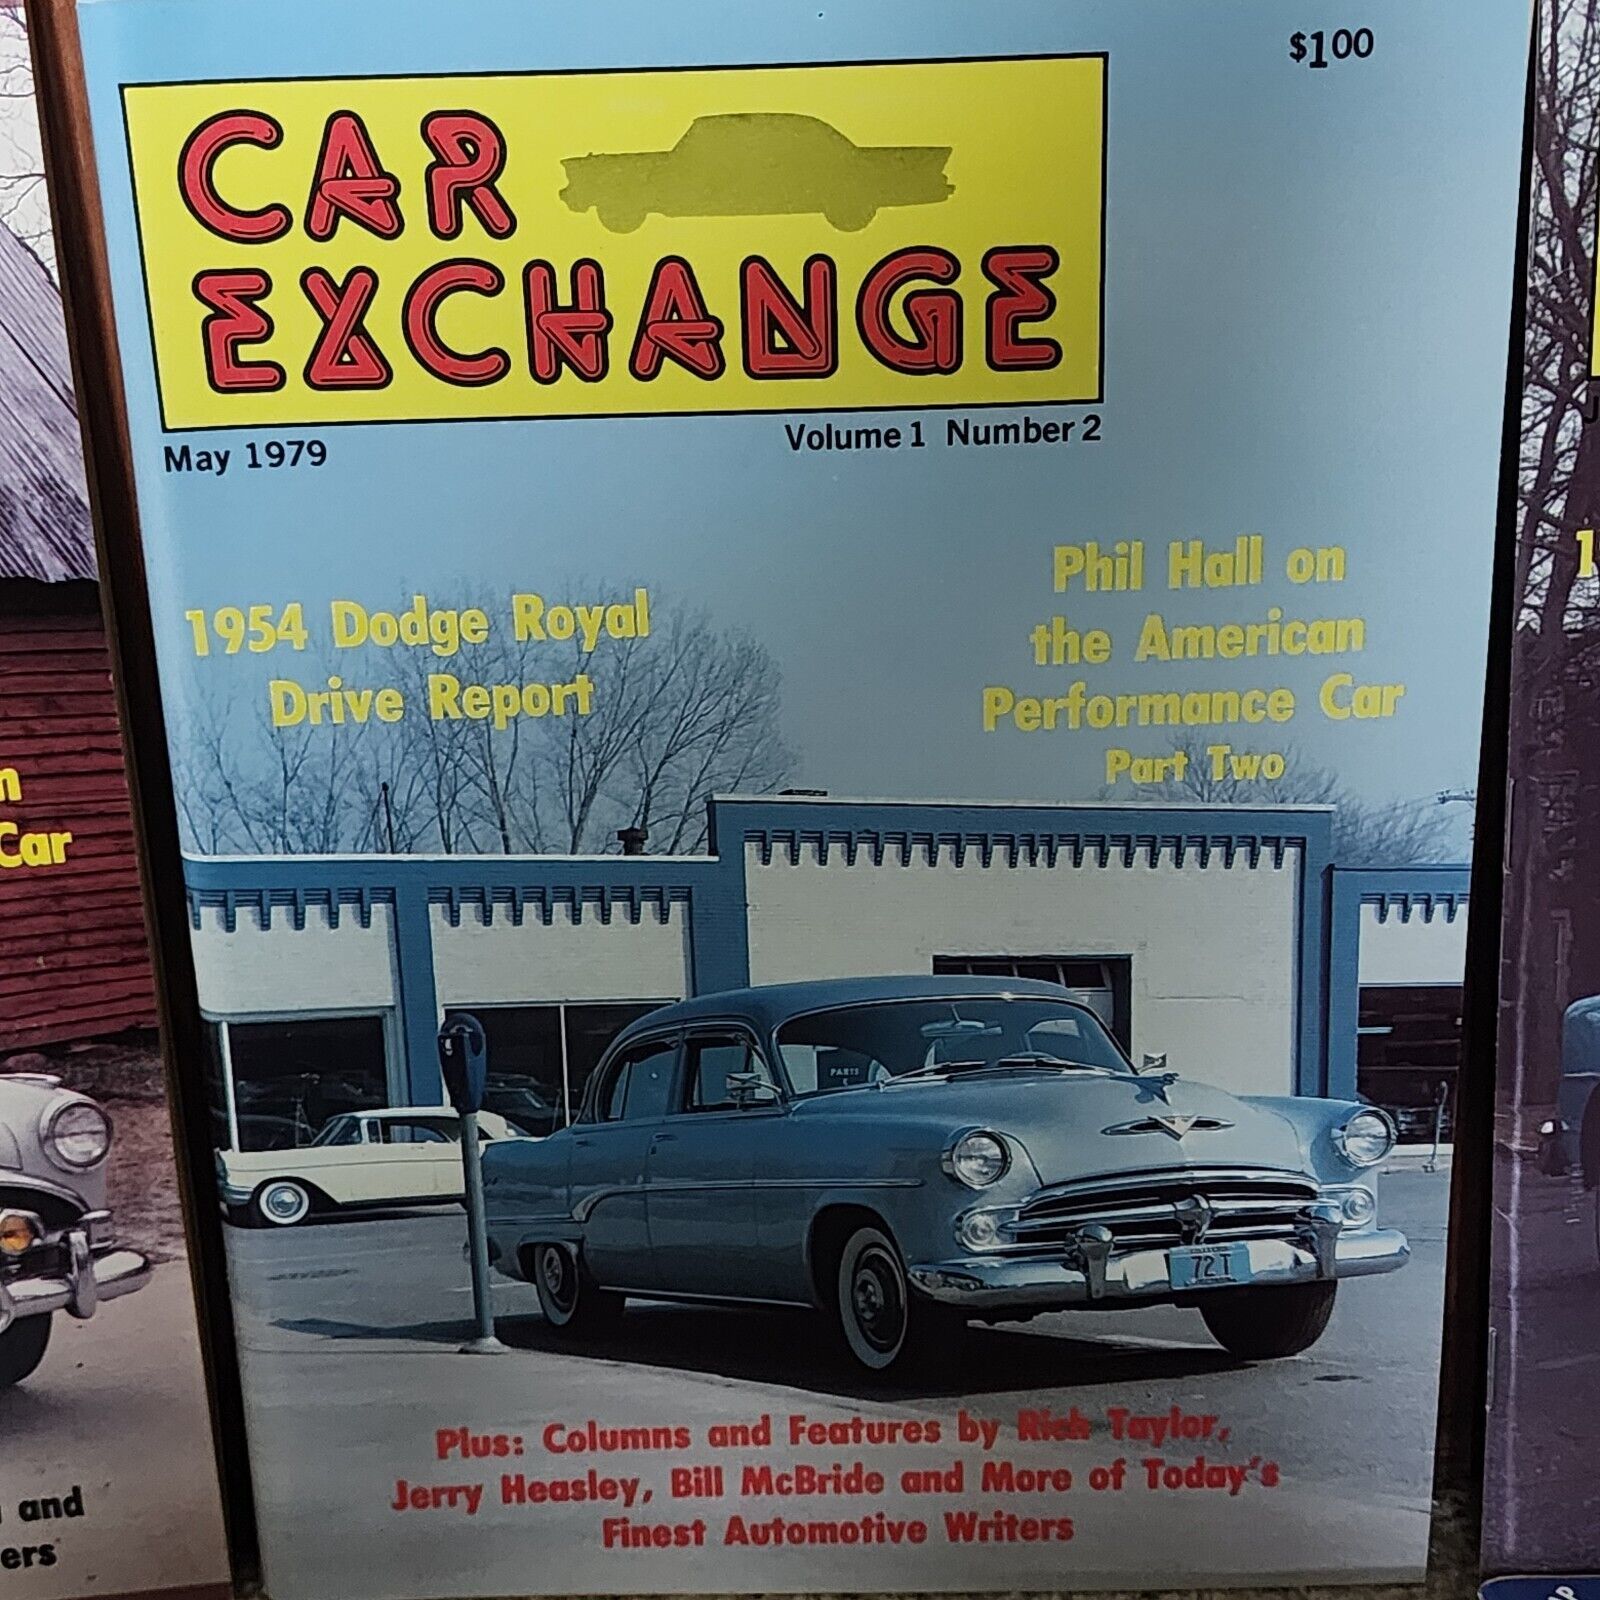 $1.00
CAR
EXCHANGE
May 1979
Volume 1 Number 2
1954 Dodge Royal
Drive Report
Phil Hall on
the American
Performance Car
Part Two
PARTS
72 T
Plus: Columns and Features by Rich Taylor,
Jerry Heasley, Bill McBride and More of Today's
Finest Automotive Writers
Car
and
ers